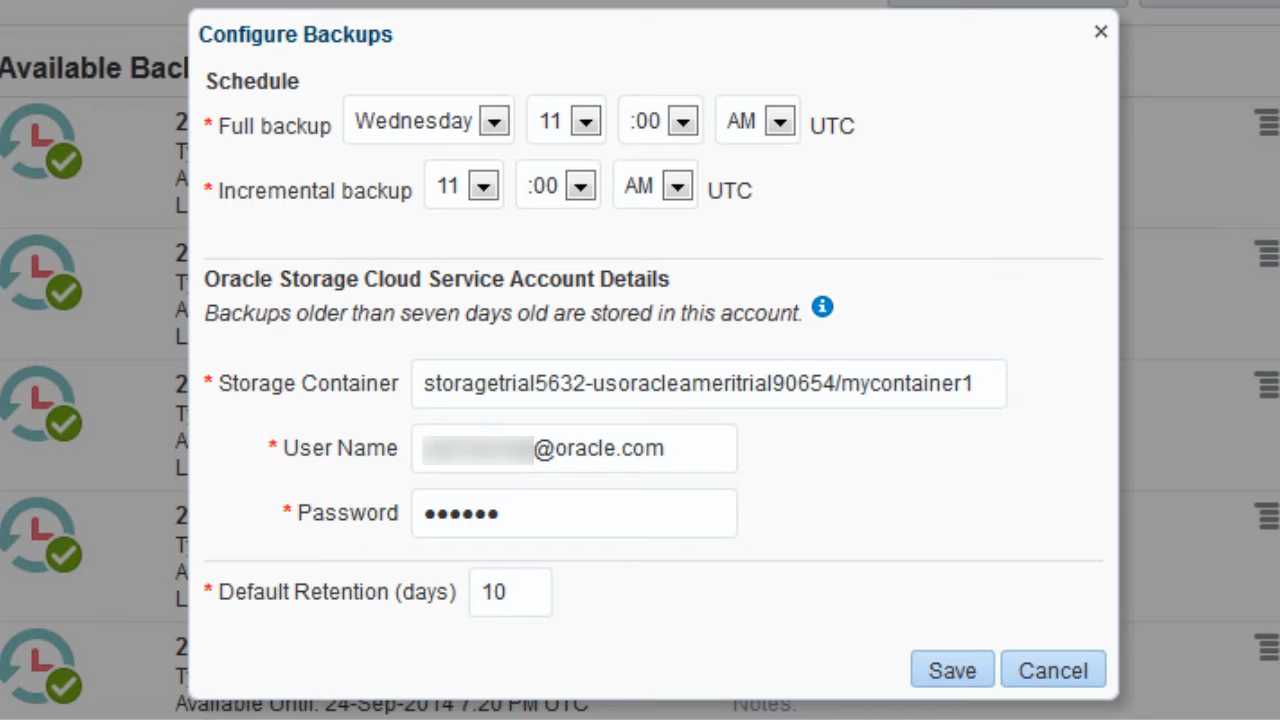 Configure Backups ×
Available Bac
Schedule
* Full backup Wednesday 11 :00 AM UTC
* Incremental backup 11 :00 AM UTC
Oracle Storage Cloud Service Account Details
Backups older than seven days old are stored in this account. i
* Storage Container storagetrial5632-usoracleameritrial90654/mycontainer1
* User Name @oracle.com
* Password ••••••
* Default Retention (days) 10
Save Cancel
Available Until: 24-Sep-2014 7:20 PM UTC Notes: